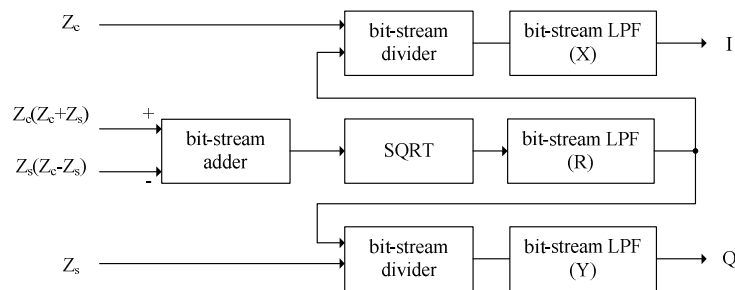 Zc
bit-stream
divider
bit-stream LPF
(X)
I
Zc(Zc+Zs)
+
Zs(Zc-Zs)
-
bit-stream
adder
SQRT
bit-stream LPF
(R)
Zs
bit-stream
divider
bit-stream LPF
(Y)
Q